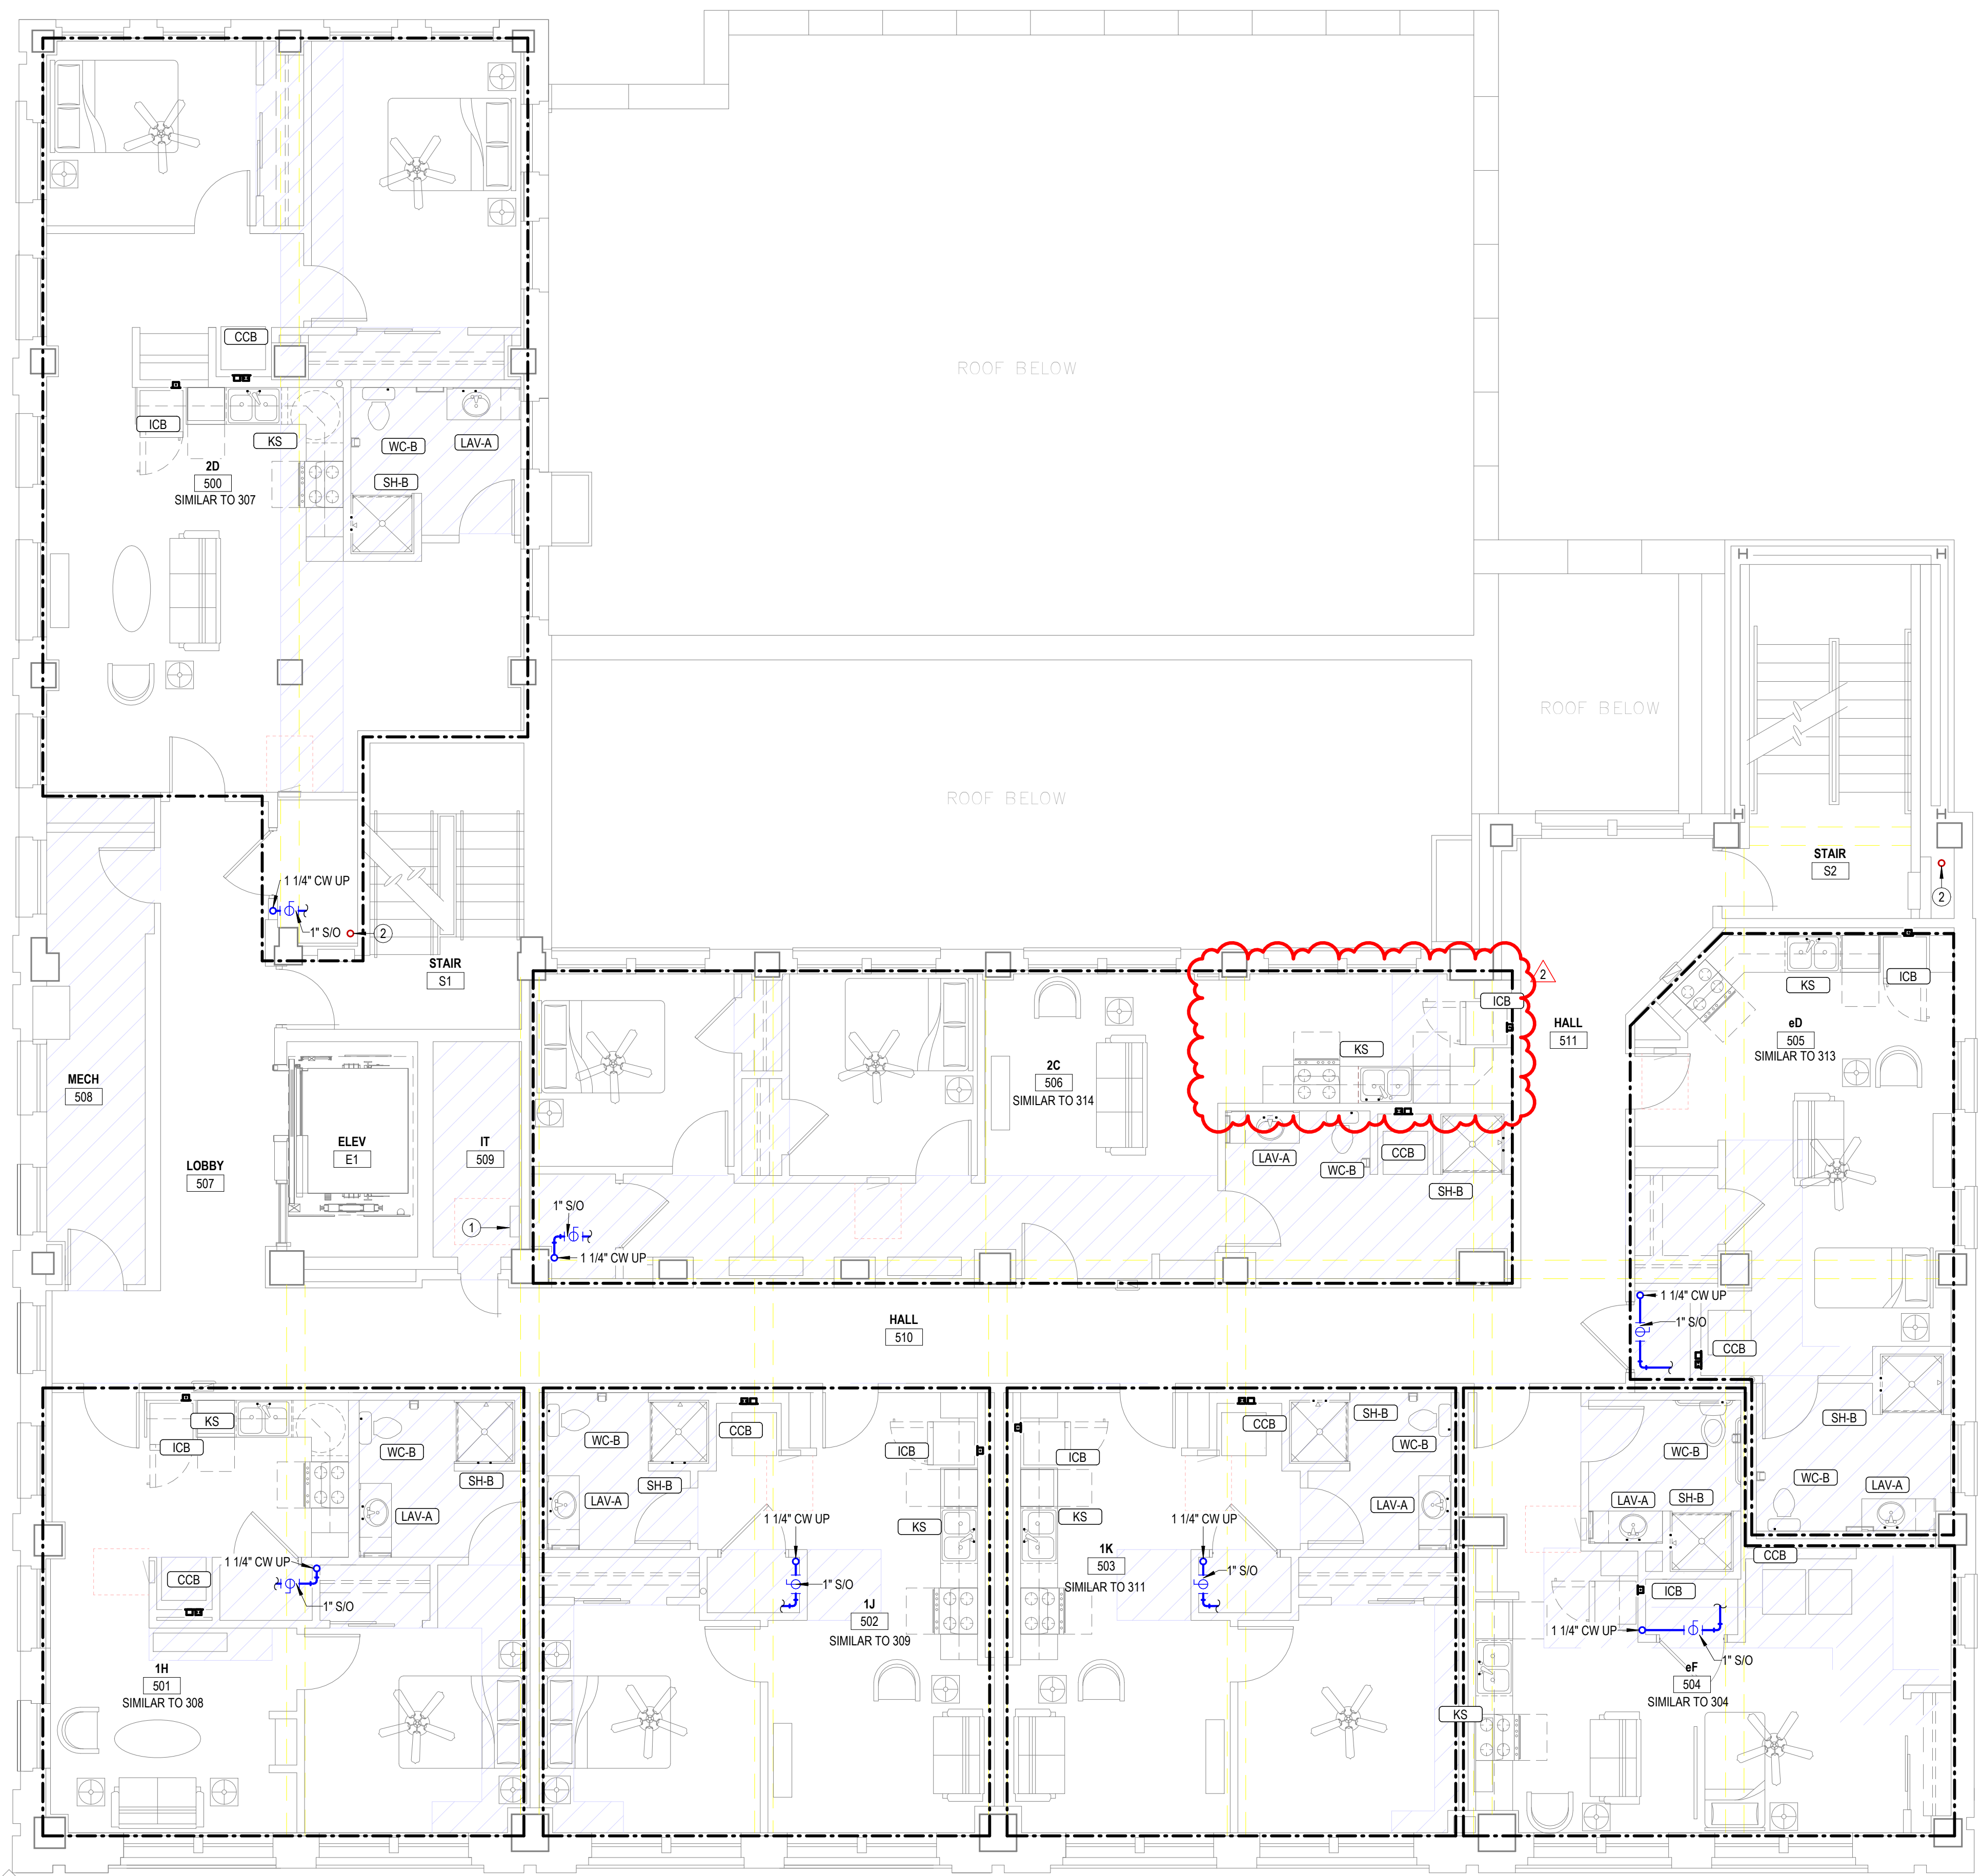 ROOF BELOW
CCB
ICB
KS
WC-B
LAV-A
2D
500
SIMILAR TO 307
SH-B
ROOF BELOW
ROOF BELOW
1 1/4" CW UP
1" S/O
2
STAIR
S1
STAIR
S2
2
2
ICB
HALL
511
KS
2C
506
SIMILAR TO 314
KS
ICB
eD
505
SIMILAR TO 313
MECH
508
LOBBY
507
ELEV
E1
IT
509
1
1" S/O
1 1/4" CW UP
LAV-A
WC-B
CCB
SH-B
HALL
510
1 1/4" CW UP
1" S/O
CCB
SH-B
WC-B
LAV-A
KS
ICB
WC-B
SH-B
LAV-A
1 1/4" CW UP
1" S/O
CCB
1H
501
SIMILAR TO 308
WC-B
CCB
SH-B
LAV-A
ICB
KS
1 1/4" CW UP
1" S/O
1J
502
SIMILAR TO 309
ICB
KS
CCB
SH-B
WC-B
LAV-A
1 1/4" CW UP
1" S/O
1K
503
SIMILAR TO 311
WC-B
LAV-A
SH-B
CCB
ICB
1 1/4" CW UP
1" S/O
eF
504
SIMILAR TO 304
KS